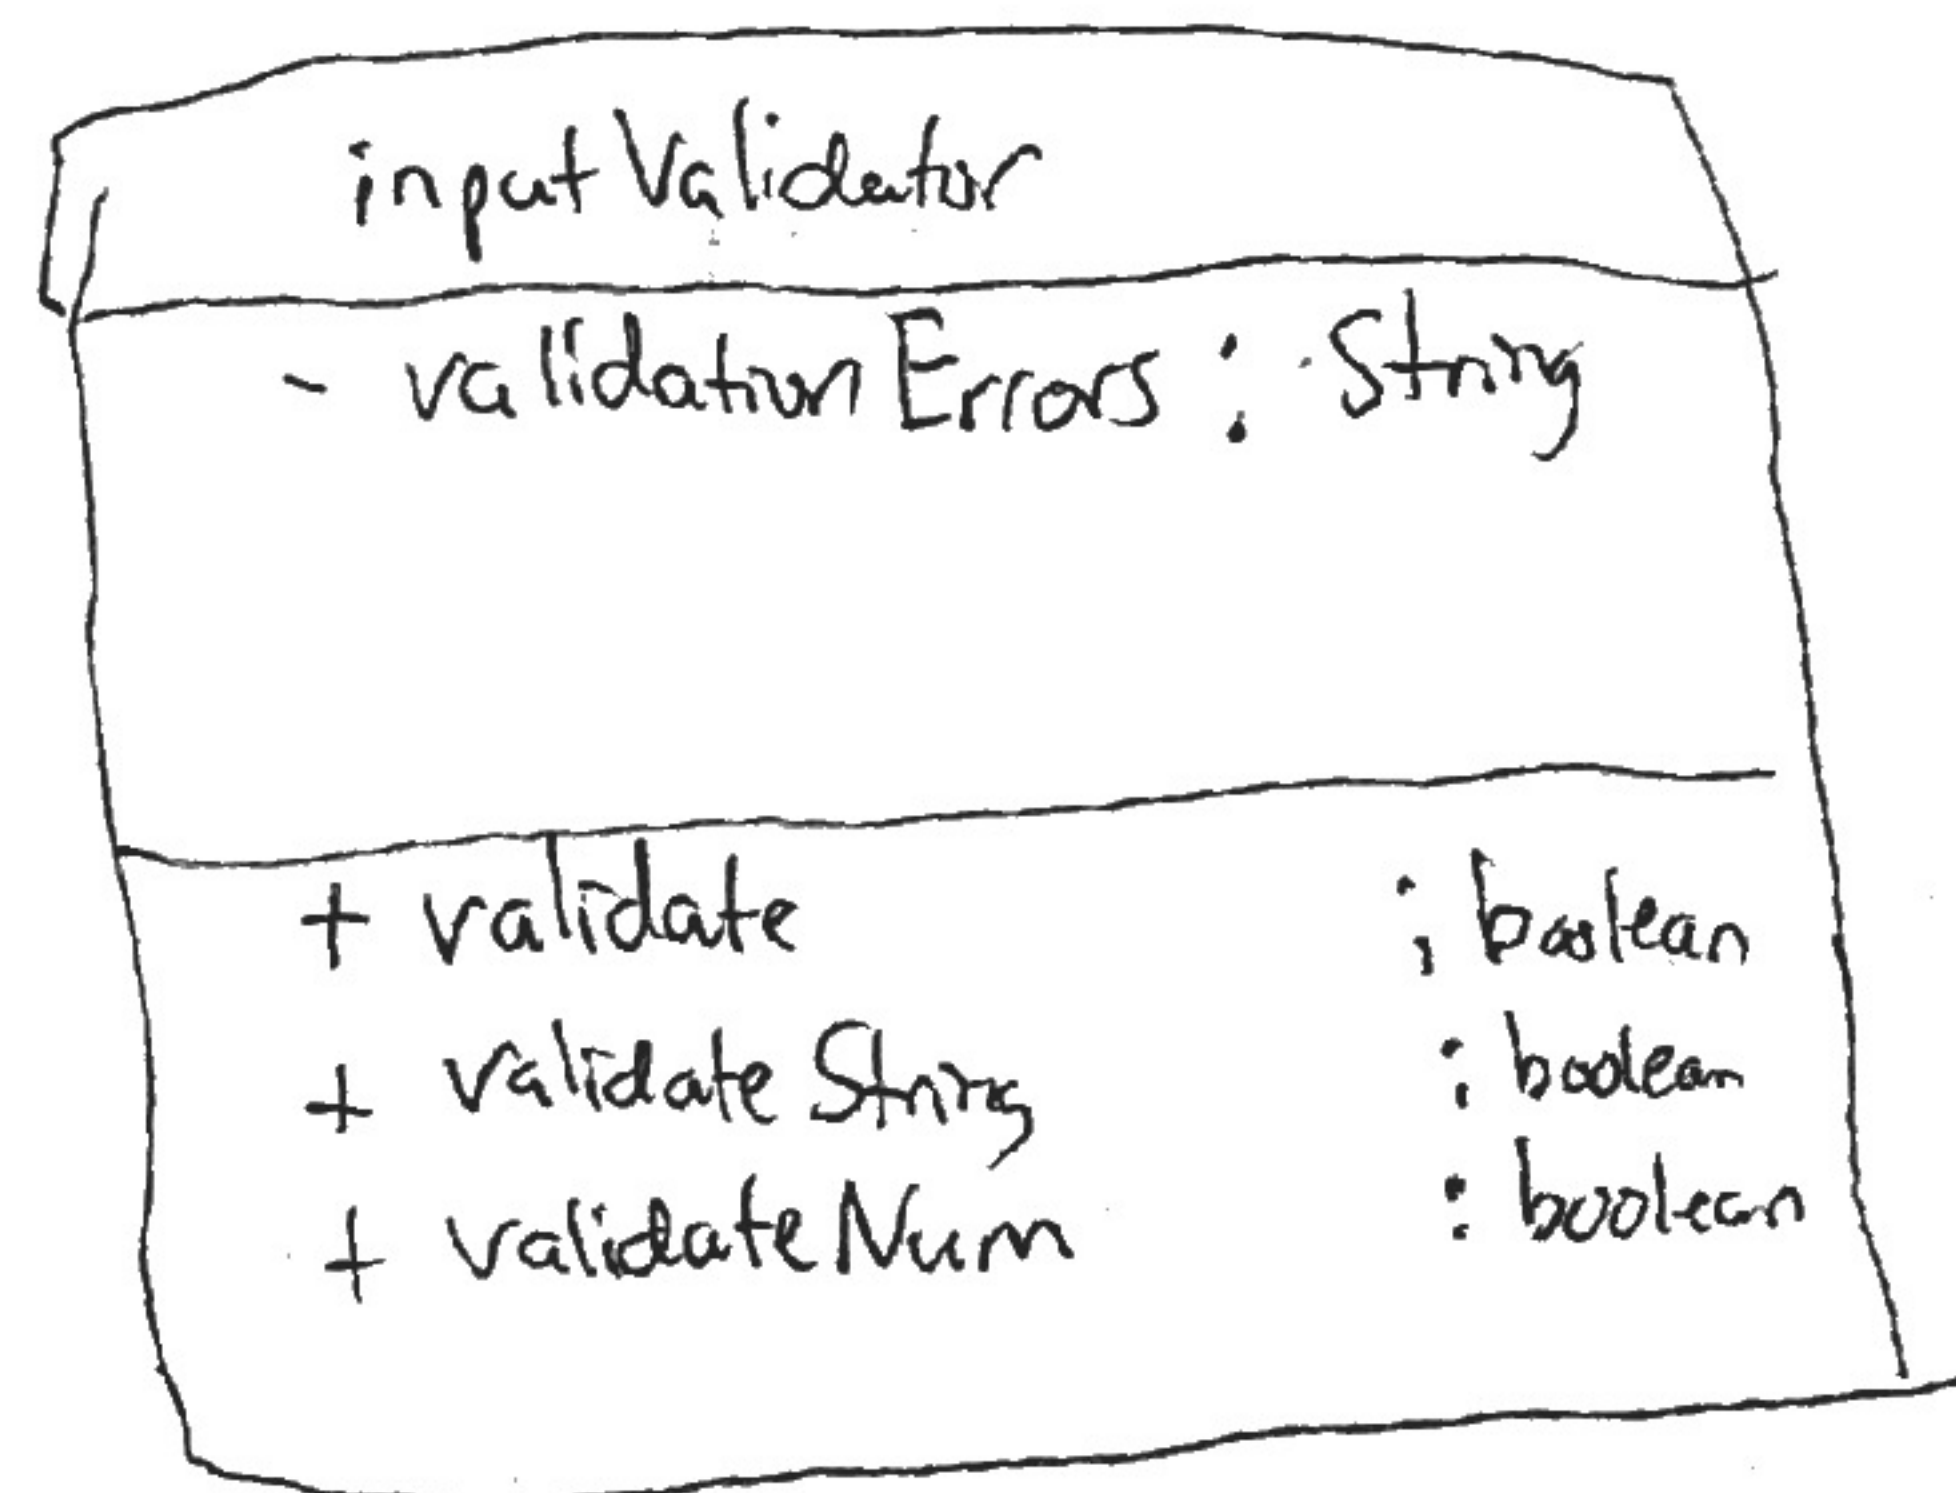 inputValidator
- validationErrors : String
+ validate : boolean
+ validateString : boolean
+ validateNum : boolean